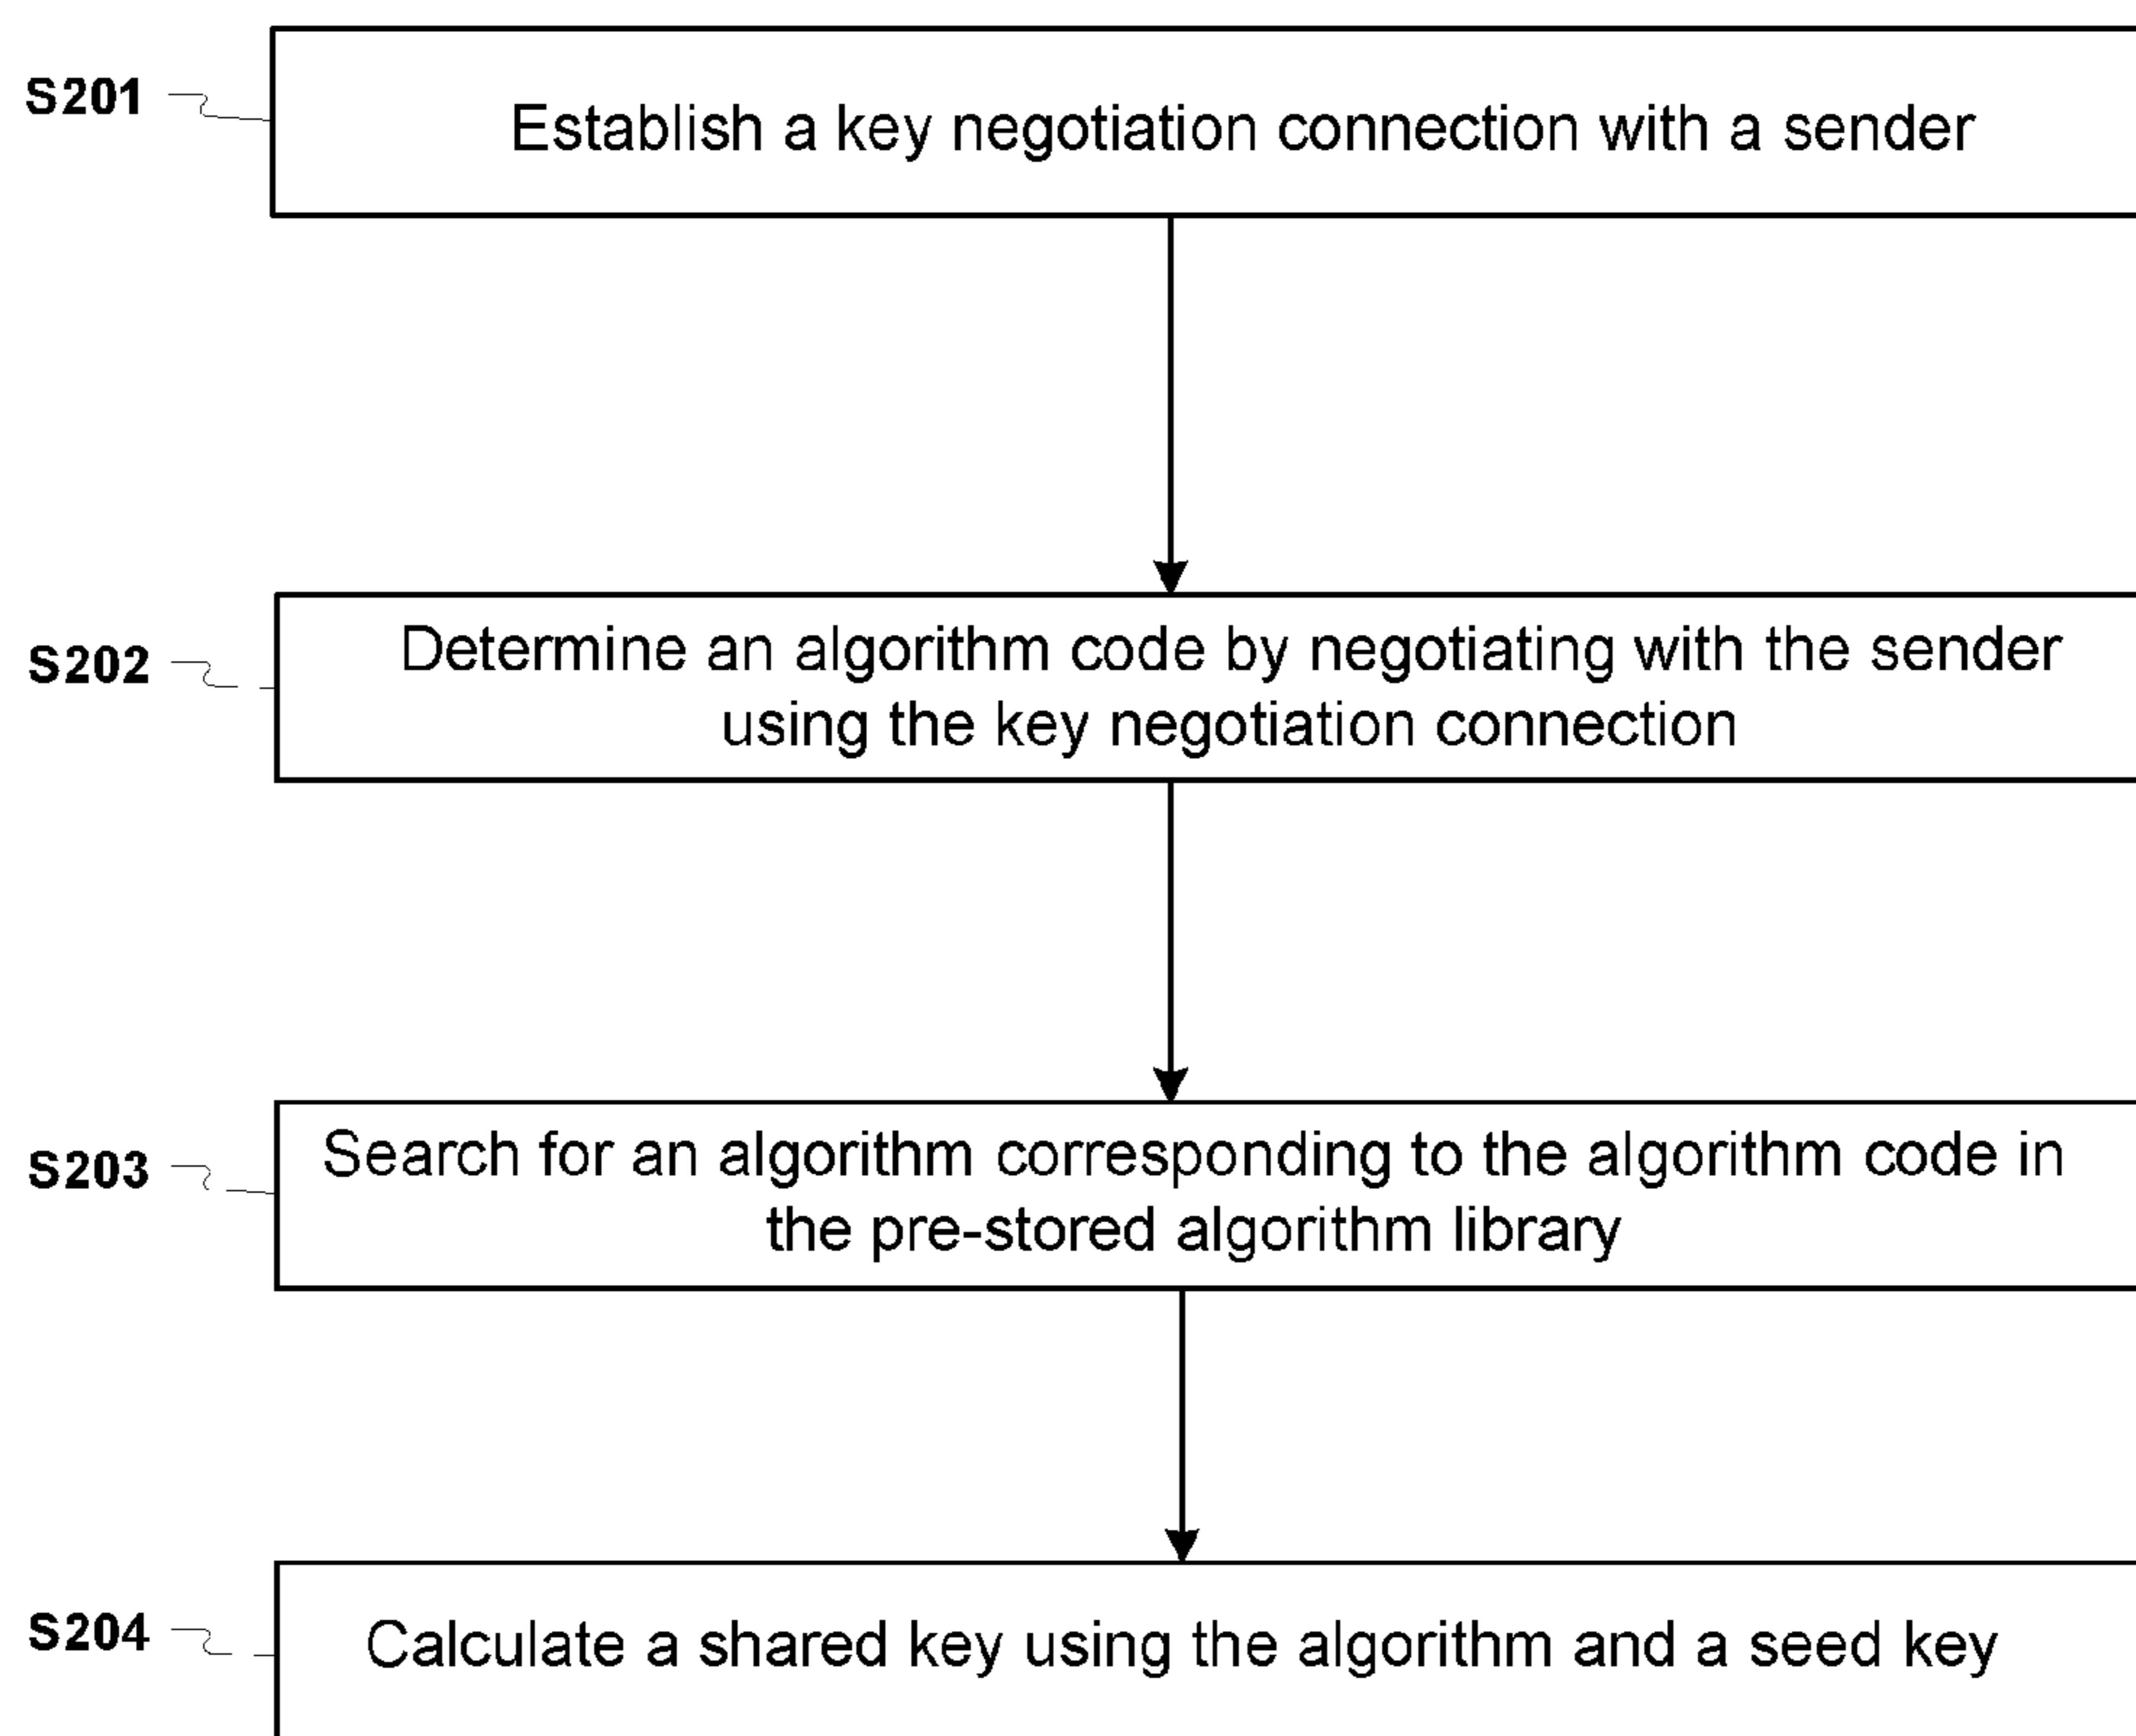 S201
Establish a key negotiation connection with a sender
S202
Determine an algorithm code by negotiating with the sender
using the key negotiation connection
S203
Search for an algorithm corresponding to the algorithm code in
the pre-stored algorithm library
S204
Calculate a shared key using the algorithm and a seed key